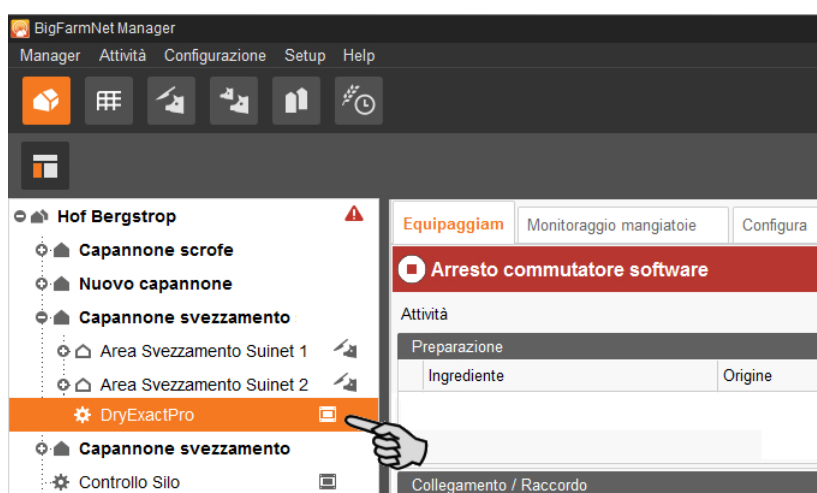 BigFarmNet Manager
Manager Attività Configurazione Setup Help
Hof Bergstrop
Capannone scrofe
Nuovo capannone
Capannone svezzamento
Area Svezzamento Suinet 1
Area Svezzamento Suinet 2
DryExactPro
Capannone svezzamento
Controllo Silo
Equipaggiam Monitoraggio mangiatoie Configura
Arresto commutatore software
Attività
Preparazione
Ingrediente Origine
Collegamento / Raccordo